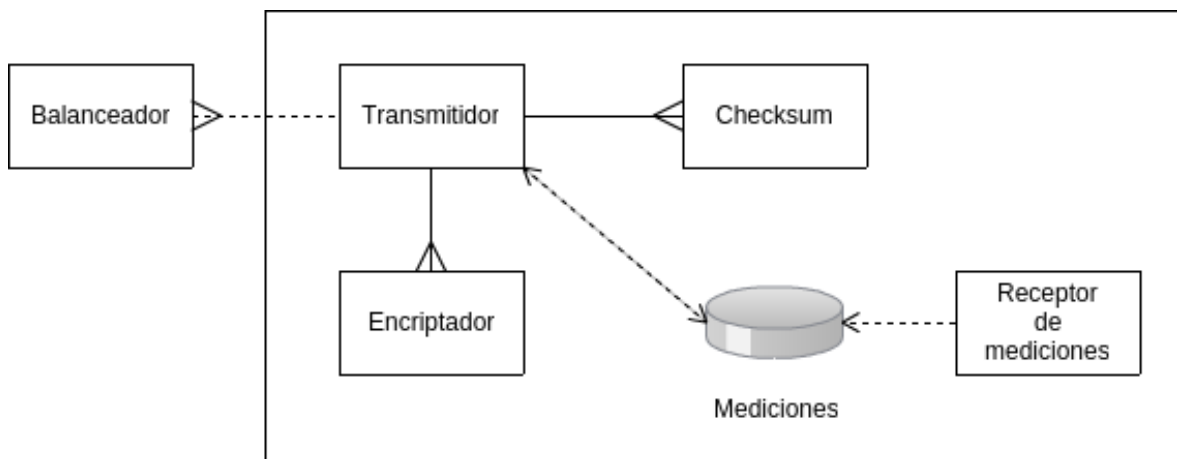 Balanceador
Transmitidor
Checksum
Encriptador
Receptor
de
mediciones
Mediciones